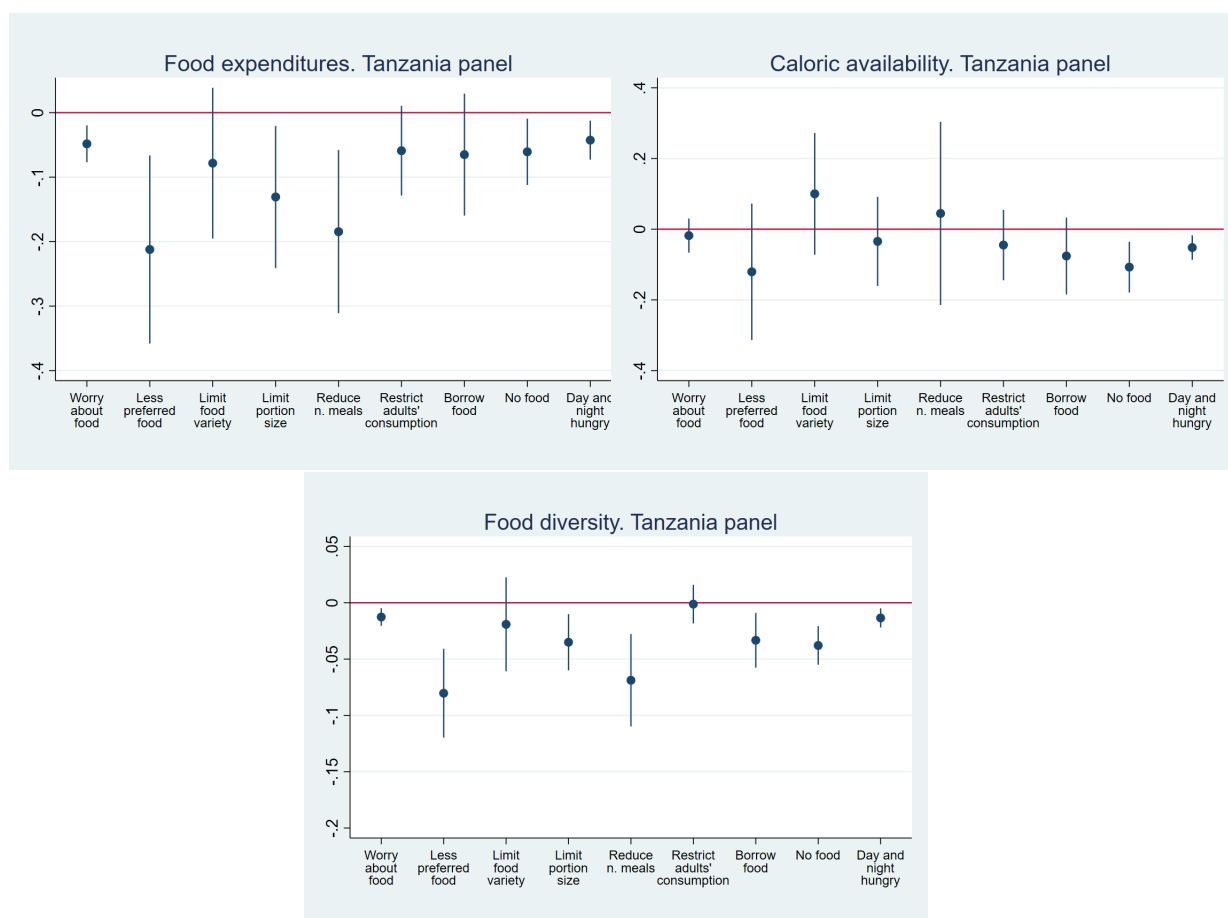 Food expenditures. Tanzania panel
0
-.1
-.2
-.3
-.4
Worry
about
food
Less
preferred
food
Limit
food
variety
Limit
portion
size
Reduce
n. meals
Restrict
adults'
consumption
Borrow
food
No food
Day and
night
hungry
Caloric availability. Tanzania panel
.4
.2
0
-.2
-.4
Worry
about
food
Less
preferred
food
Limit
food
variety
Limit
portion
size
Reduce
n. meals
Restrict
adults'
consumption
Borrow
food
No food
Day and
night
hungry
Food diversity. Tanzania panel
.05
0
-.05
-.1
-.15
-.2
Worry
about
food
Less
preferred
food
Limit
food
variety
Limit
portion
size
Reduce
n. meals
Restrict
adults'
consumption
Borrow
food
No food
Day and
night
hungry